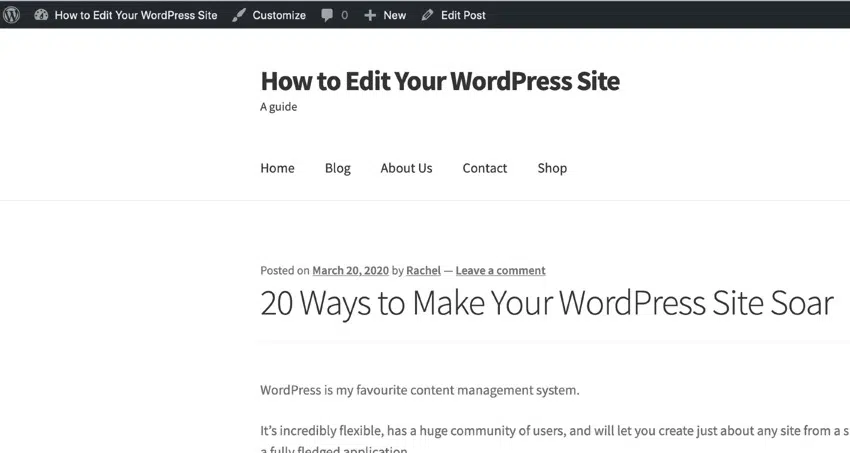 How to Edit Your WordPress Site Customize 0 New Edit Post
How to Edit Your WordPress Site
A guide
Home Blog About Us Contact Shop
Posted on March 20, 2020 by Rachel — Leave a comment
20 Ways to Make Your WordPress Site Soar
WordPress is my favourite content management system.
It’s incredibly flexible, has a huge community of users, and will let you create just about any site from a s
a fully fledged application.